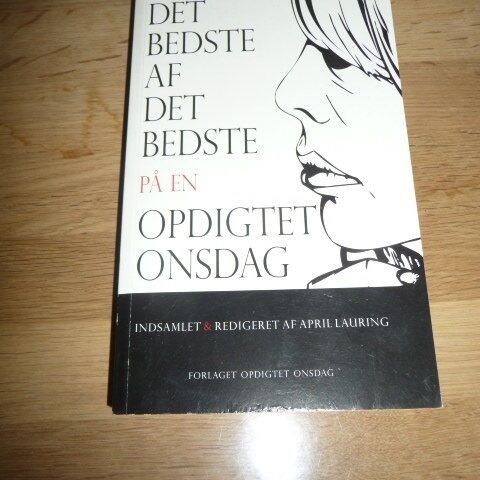 DET
BEDSTE
AF
DET
BEDSTE
PÅ EN
OPDIGTET
ONSDAG
INDSAMLET & REDIGERET AF APRIL LAURING
FORLAGET OPDIGTET ONSDAG